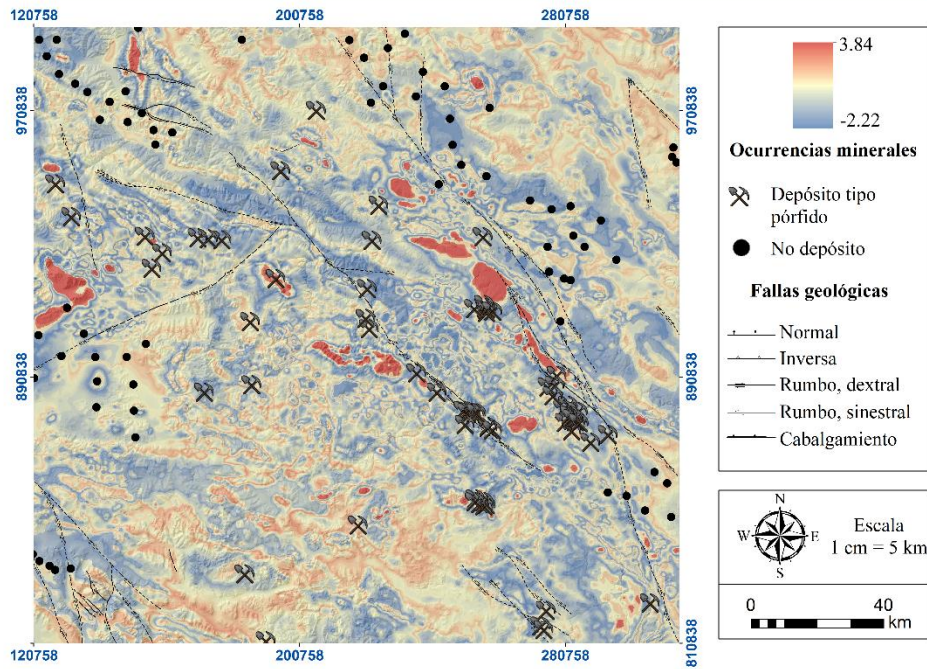 120758
200758
280758
970838
890838
970838
890838
810838
120758
200758
280758
3.84
-2.22
Ocurrencias minerales
Depósito tipo
pórfido
No depósito
Fallas geológicas
Normal
Inversa
Rumbo, dextral
Rumbo, sinestral
Cabalgamiento
N
W
E
S
Escala
1 cm = 5 km
0
40
km